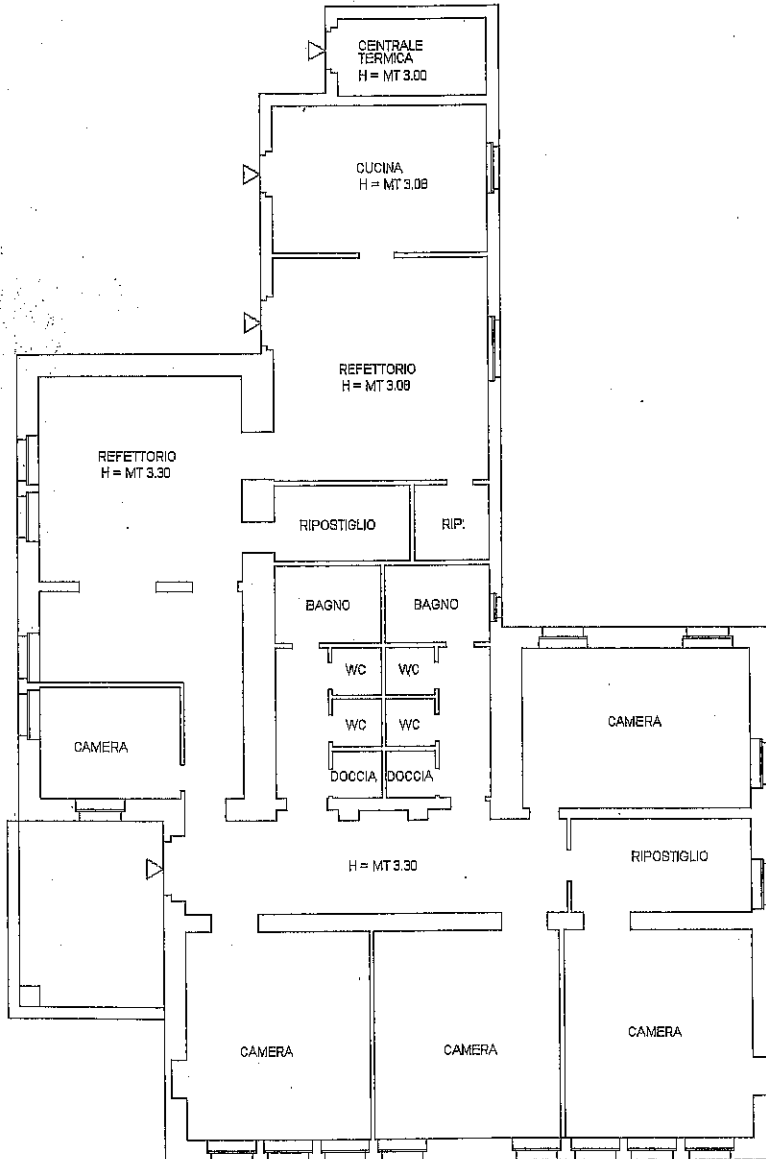 CENTRALE
TERMICA
H = MT 3.00
CUCINA
H = MT 3.08
REFETTORIO
H = MT 3.08
REFETTORIO
H = MT 3.30
RIPOSTIGLIO
RIP.
BAGNO
BAGNO
WC
WC
WC
WC
DOCCIA
DOCCIA
CAMERA
CAMERA
H = MT 3.30
RIPOSTIGLIO
CAMERA
CAMERA
CAMERA